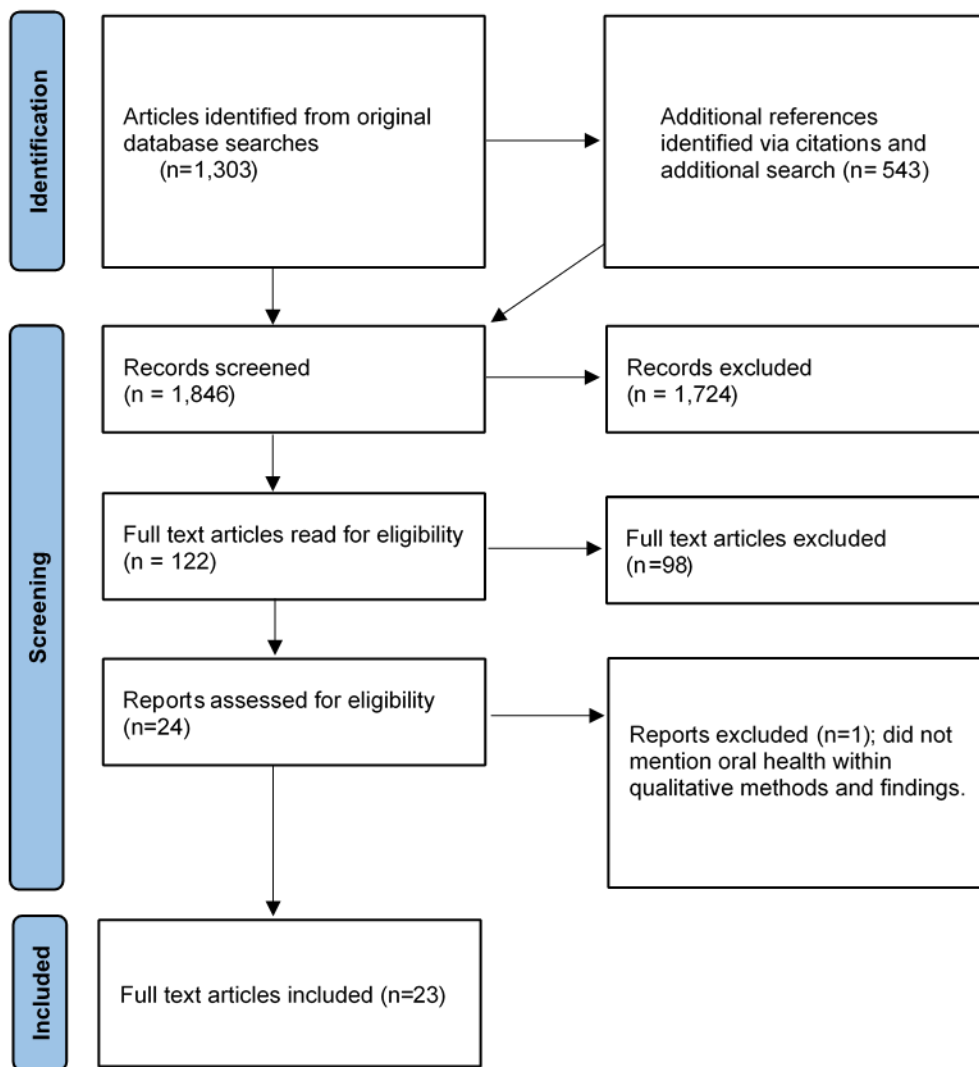 Identification
Articles identified from original
database searches
(n=1,303)
Additional references
identified via citations and
additional search (n= 543)
Screening
Records screened
(n = 1,846)
Records excluded
(n = 1,724)
Full text articles read for eligibility
(n = 122)
Full text articles excluded
(n=98)
Reports assessed for eligibility
(n=24)
Reports excluded (n=1); did not
mention oral health within
qualitative methods and findings.
Included
Full text articles included (n=23)